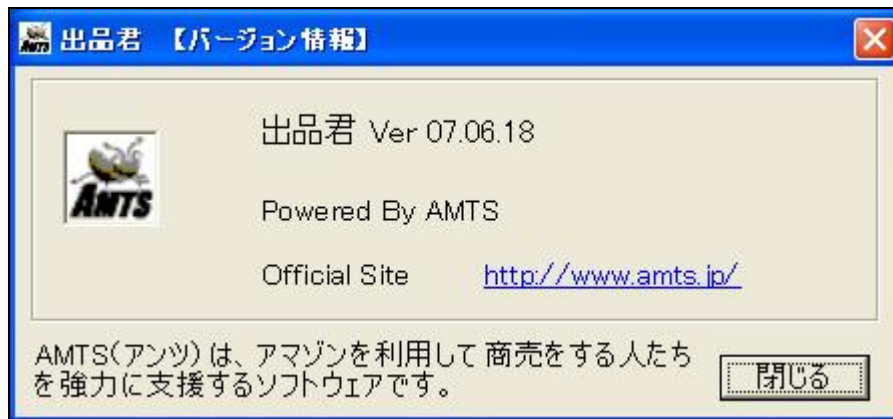 出品君 【バージョン情報】
出品君 Ver 07.06.18
AMTS
Powered By AMTS
Official Site http://www.amts.jp/
AMTS(アンツ)は、アマゾンを利用して商売をする人たち
を強力に支援するソフトウェアです。
閉じる